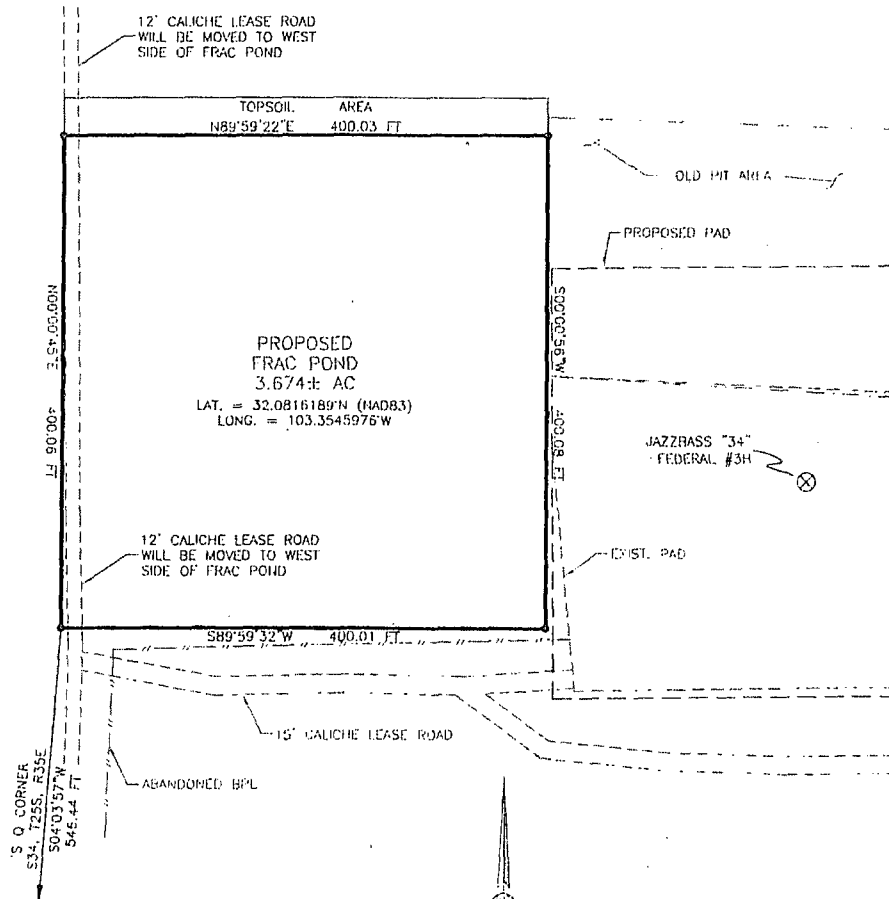 12' CALICHE LEASE ROAD
WILL BE MOVED TO WEST
SIDE OF FRAC POND
TOPSOIL AREA
N89°59'22"E 400.03 FT
OLD PIT AREA
PROPOSED PAD
N00°00'45"E 400.06 FT
S00°00'56"W 400.08 FT
PROPOSED
FRAC POND
3.674± AC
LAT. = 32.0816189°N (NAD83)
LONG. = 103.3545976°W
JAZZBASS "34"
FEDERAL #3H
12' CALICHE LEASE ROAD
WILL BE MOVED TO WEST
SIDE OF FRAC POND
EXIST. PAD
S89°59'32"W 400.01 FT
15' CALICHE LEASE ROAD
ABANDONED BPL
S Q CORNER
S34, T25S, R35E
S04°03'57"W
546.44 FT